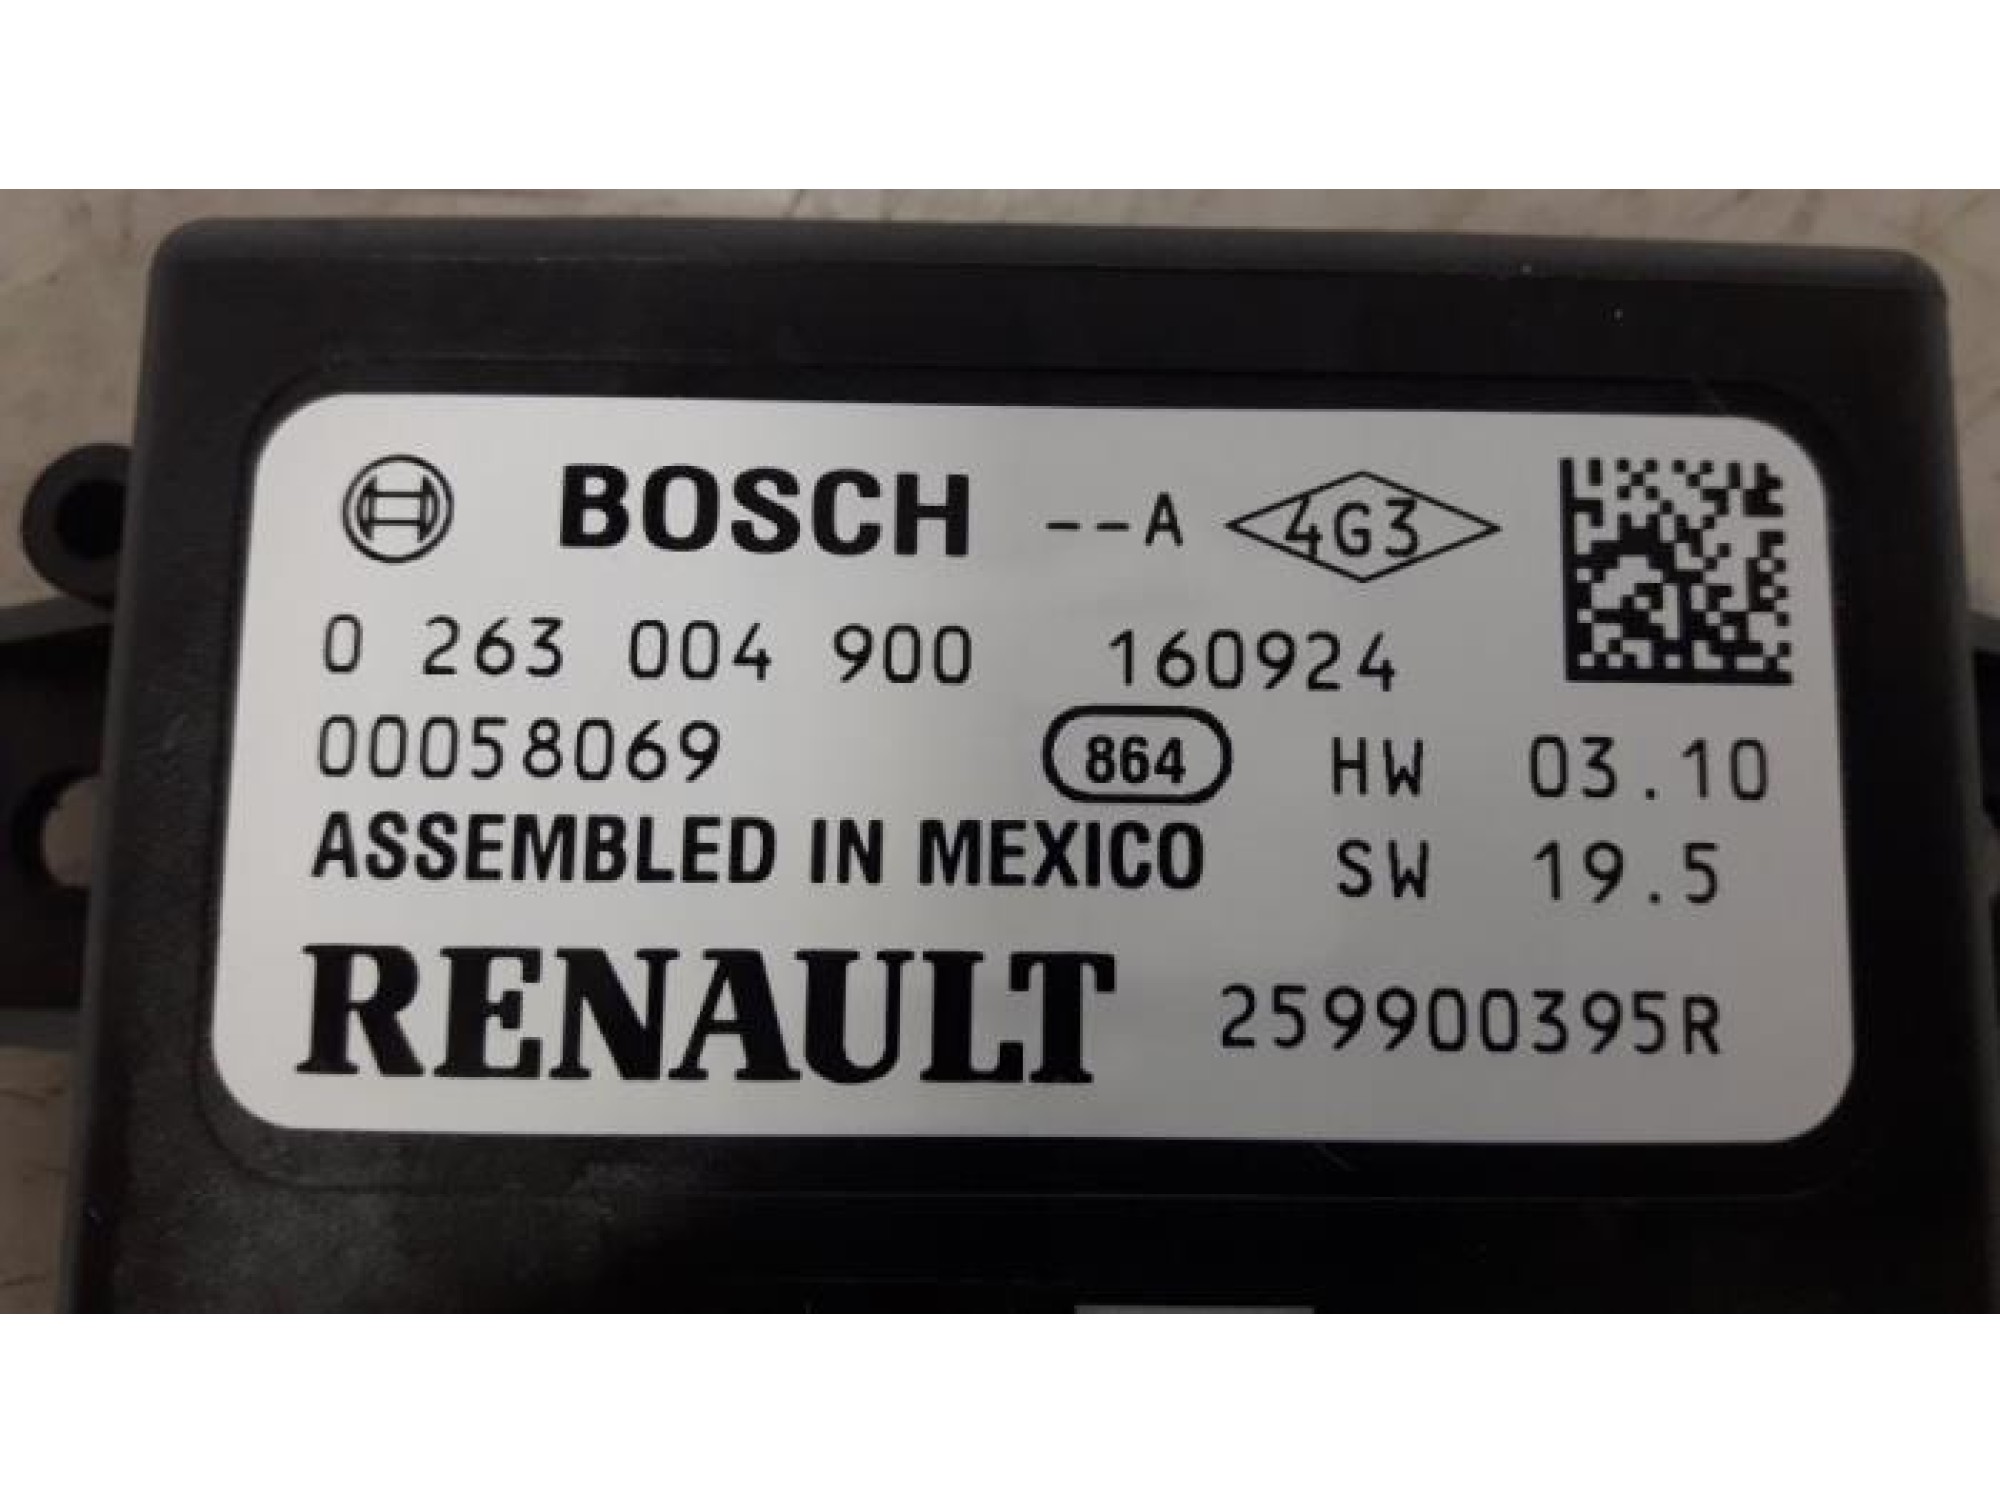 BOSCH --A 4G3
0 263 004 900 160924
00058069 864 HW 03.10
ASSEMBLED IN MEXICO SW 19.5
RENAULT 259900395R